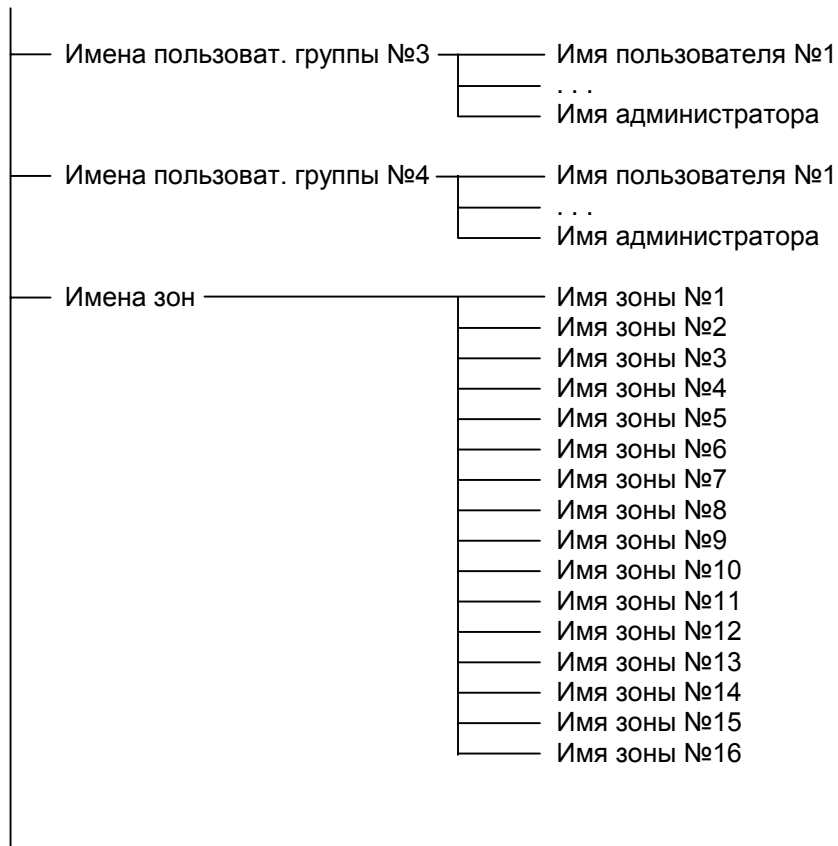 Имена пользоват. группы №3 Имя пользователя №1
. . .
Имя администратора
Имена пользоват. группы №4 Имя пользователя №1
. . .
Имя администратора
Имена зон Имя зоны №1
Имя зоны №2
Имя зоны №3
Имя зоны №4
Имя зоны №5
Имя зоны №6
Имя зоны №7
Имя зоны №8
Имя зоны №9
Имя зоны №10
Имя зоны №11
Имя зоны №12
Имя зоны №13
Имя зоны №14
Имя зоны №15
Имя зоны №16